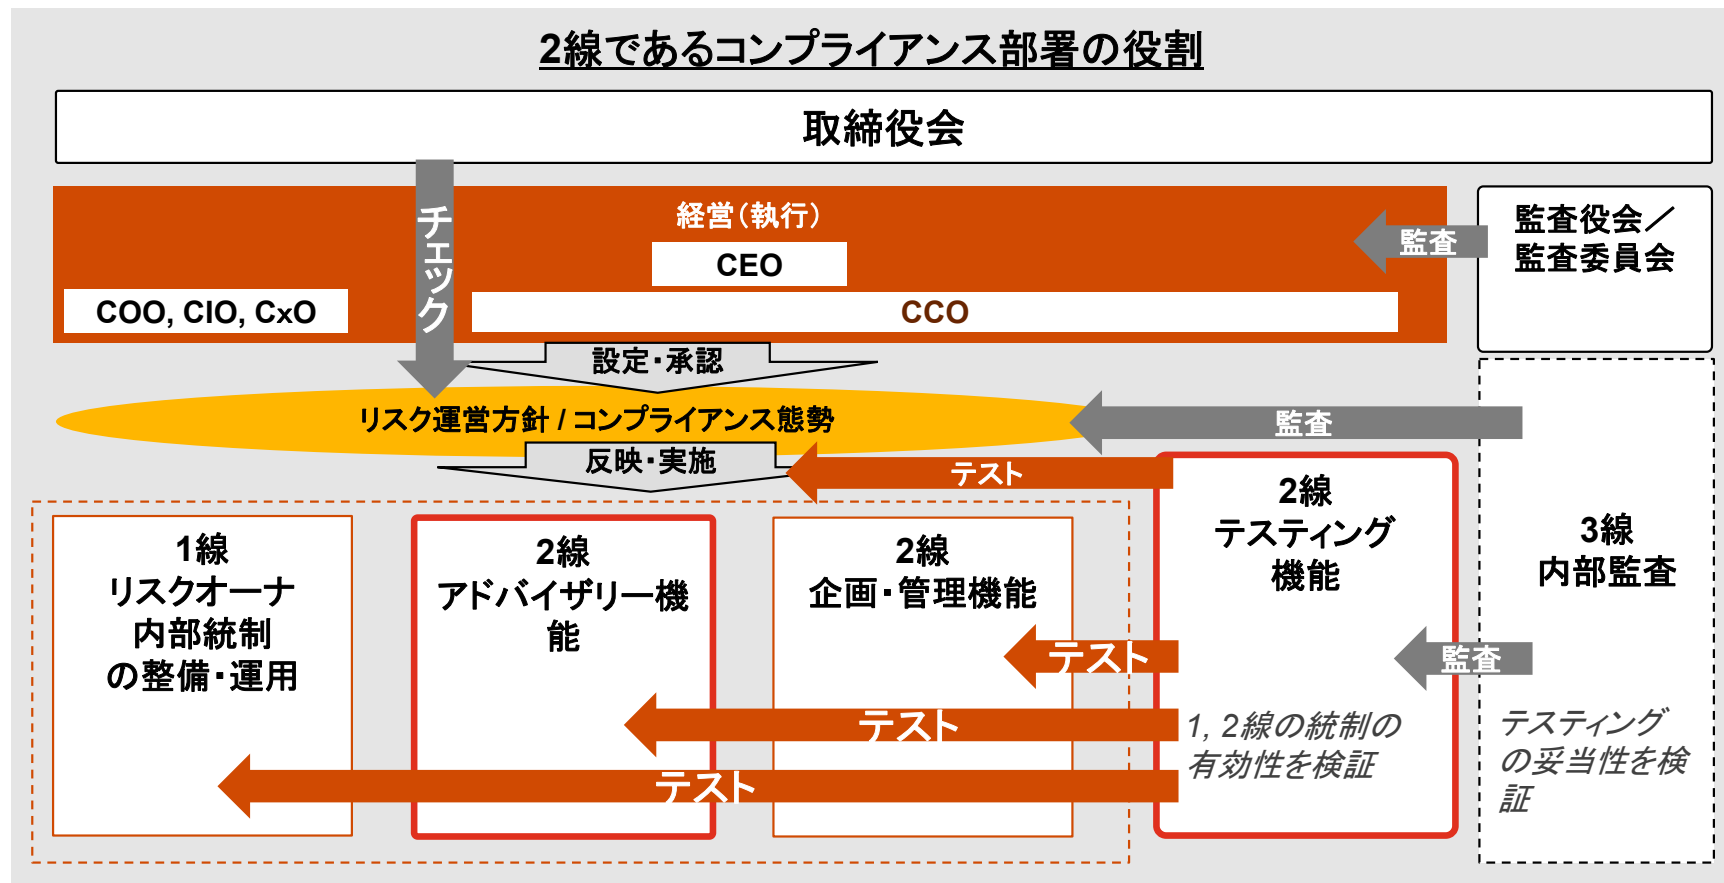 2線であるコンプライアンス部署の役割
取締役会
チェック
経営（執行）
CEO
COO, CIO, CxO
CCO
監査
監査役会／
監査委員会
設定・承認
リスク運営方針 / コンプライアンス態勢
監査
反映・実施
テスト
1線
リスクオーナ
内部統制
の整備・運用
2線
アドバイザリー機
能
2線
企画・管理機能
2線
テスティング
機能
3線
内部監査
テスト
監査
テスト
テスト
1, 2線の統制の
有効性を検証
テスティング
の妥当性を検
証